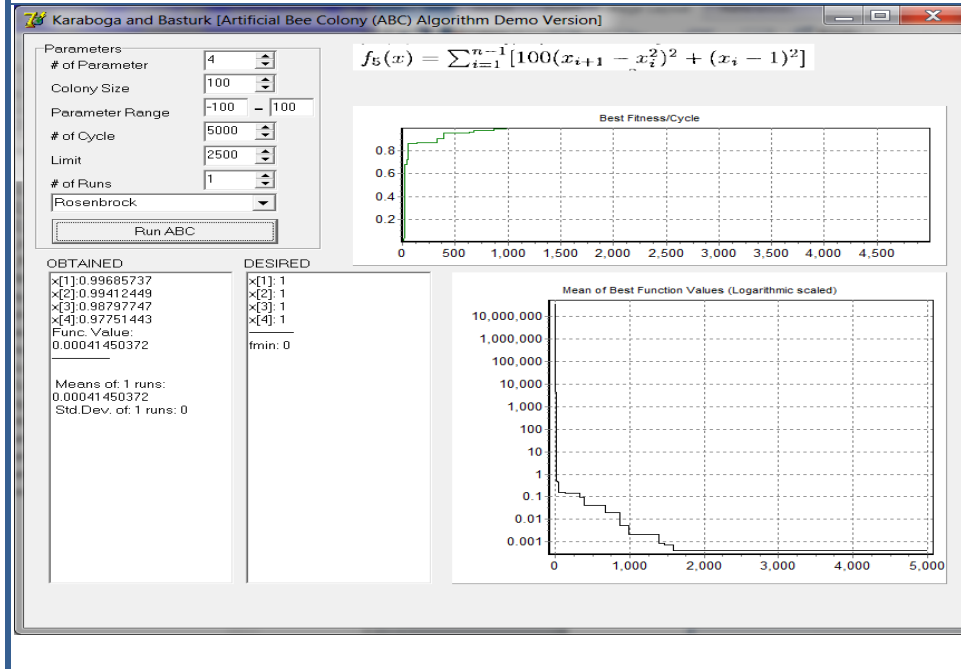 Karaboga and Basturk [Artificial Bee Colony (ABC) Algorithm Demo Version]
Parameters
# of Parameter 4
Colony Size 100
Parameter Range -100 – 100
# of Cycle 5000
Limit 2500
# of Runs 1
Rosenbrock
Run ABC
f₅(x) = ∑ᵢ₌₁ⁿ⁻¹[100(xᵢ₊₁ − xᵢ²)² + (xᵢ − 1)²]
Best Fitness/Cycle
0.8
0.6
0.4
0.2
0 500 1,000 1,500 2,000 2,500 3,000 3,500 4,000 4,500
OBTAINED
x[1]:0.99685737
x[2]:0.99412449
x[3]:0.98797747
x[4]:0.97751443
Func. Value:
0.00041450372
Means of: 1 runs:
0.00041450372
Std.Dev. of: 1 runs: 0
DESIRED
x[1]: 1
x[2]: 1
x[3]: 1
x[4]: 1
fmin: 0
Mean of Best Function Values (Logarithmic scaled)
10,000,000
1,000,000
100,000
10,000
1,000
100
10
1
0.1
0.01
0.001
0 1,000 2,000 3,000 4,000 5,000